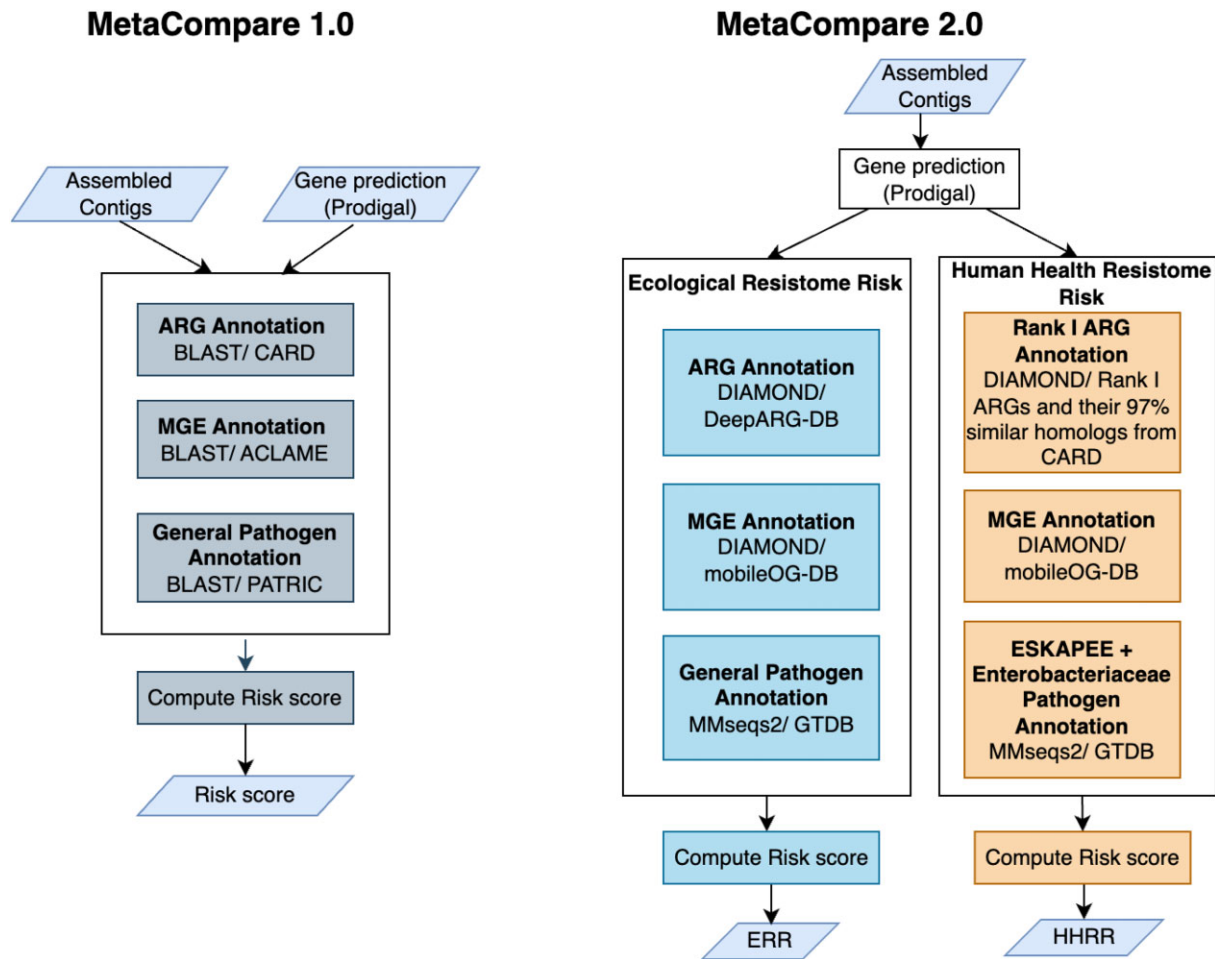 MetaCompare 1.0
Assembled
Contigs
Gene prediction
(Prodigal)
ARG Annotation
BLAST/ CARD
MGE Annotation
BLAST/ ACLAME
General Pathogen
Annotation
BLAST/ PATRIC
Compute Risk score
Risk score
MetaCompare 2.0
Assembled
Contigs
Gene prediction
(Prodigal)
Ecological Resistome Risk
ARG Annotation
DIAMOND/
DeepARG-DB
MGE Annotation
DIAMOND/
mobileOG-DB
General Pathogen
Annotation
MMseqs2/ GTDB
Compute Risk score
ERR
Human Health Resistome
Risk
Rank I ARG
Annotation
DIAMOND/ Rank I
ARGs and their 97%
similar homologs from
CARD
MGE Annotation
DIAMOND/
mobileOG-DB
ESKAPEE +
Enterobacteriaceae
Pathogen
Annotation
MMseqs2/ GTDB
Compute Risk score
HHRR